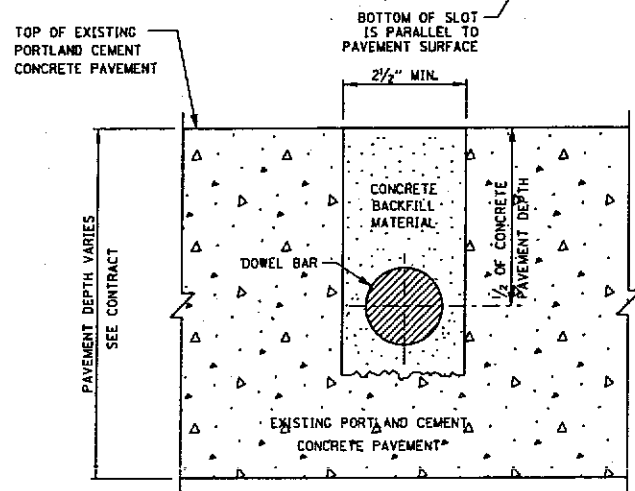 BOTTOM OF SLOT
IS PARALLEL TO
PAVEMENT SURFACE
TOP OF EXISTING
PORTLAND CEMENT
CONCRETE PAVEMENT
2½" MIN.
CONCRETE
BACKFILL
MATERIAL
½ OF CONCRETE
PAVEMENT DEPTH
DOWEL BAR
PAVEMENT DEPTH VARIES
SEE CONTRACT
EXISTING PORTLAND CEMENT
CONCRETE PAVEMENT